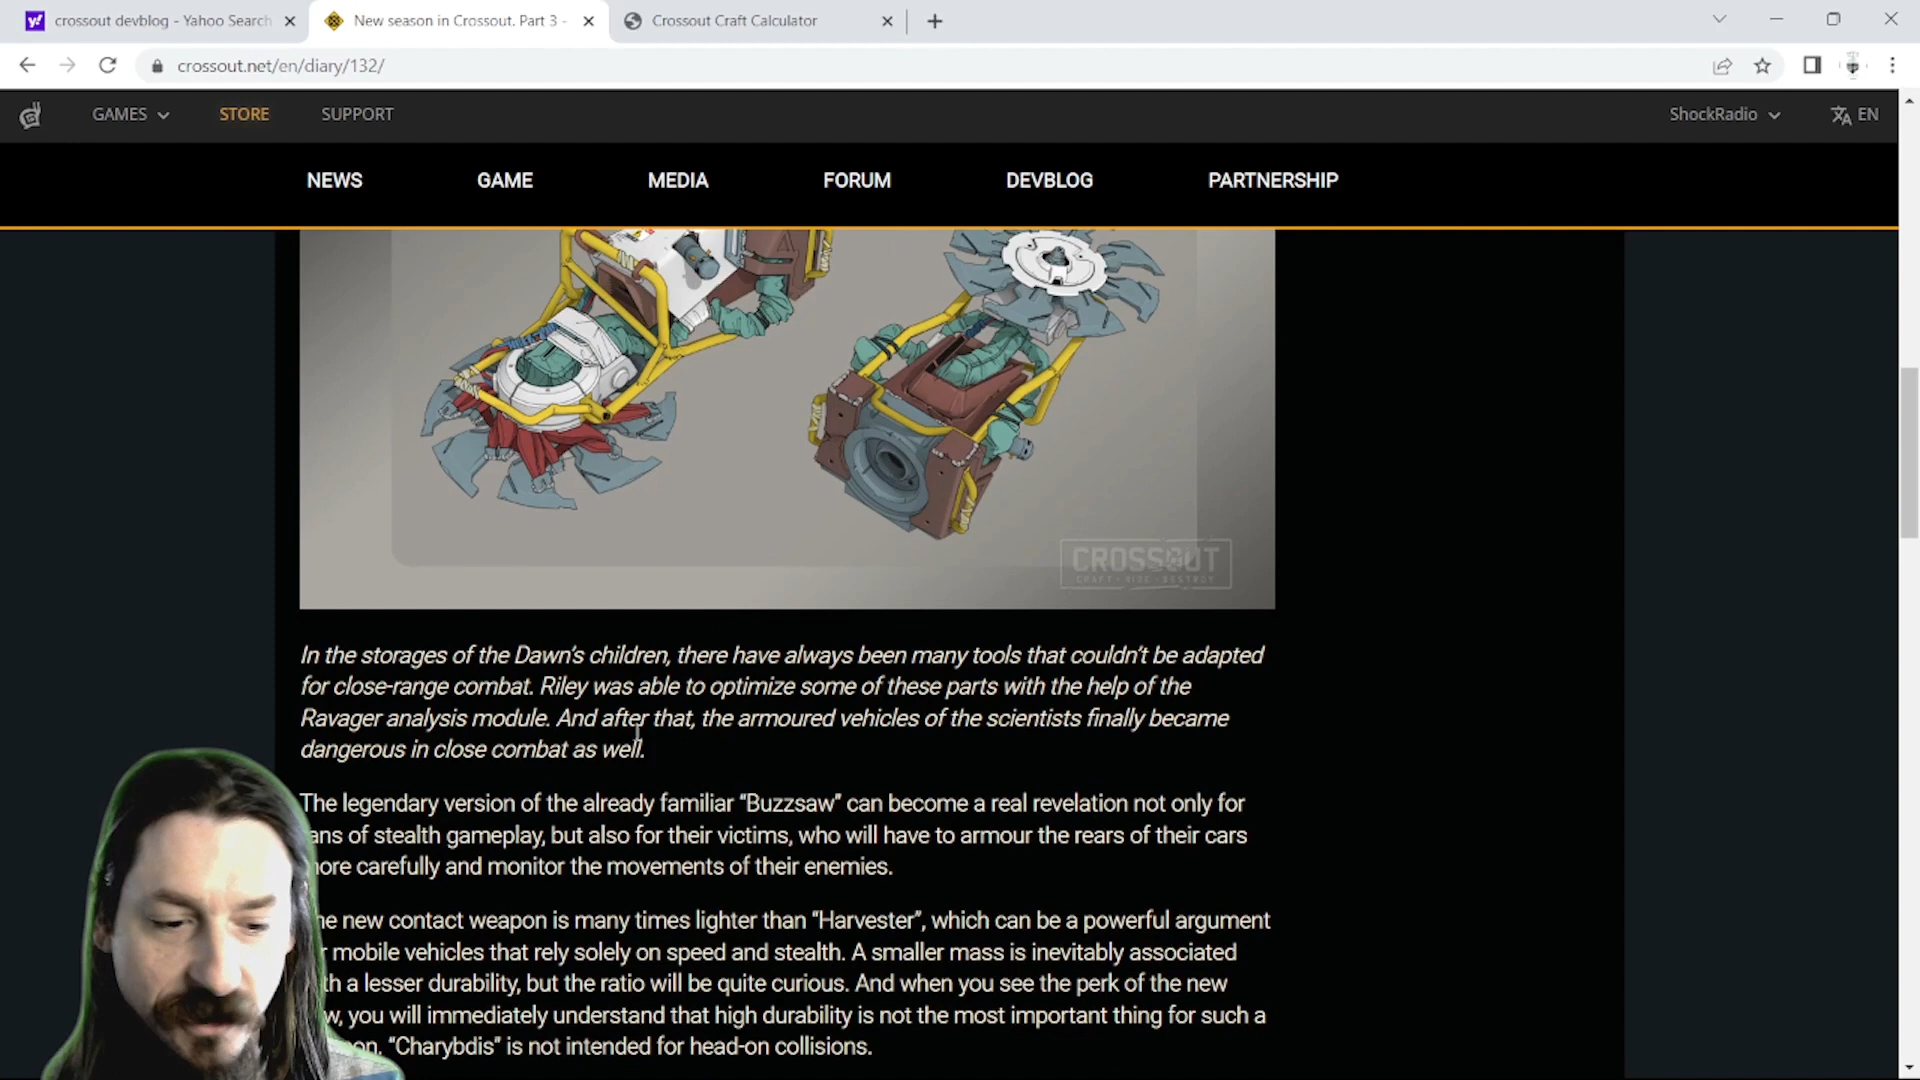 crossout devblog - Yahoo Search
New season in Crossout. Part 3 -
Crossout Craft Calculator
crossout.net/en/diary/132/
GAMES
STORE
SUPPORT
ShockRadio
EN
NEWS
GAME
MEDIA
FORUM
DEVBLOG
PARTNERSHIP
CROSSOUT
CRAFT • RIDE • DESTROY
In the storages of the Dawn's children, there have always been many tools that couldn't be adapted
for close-range combat. Riley was able to optimize some of these parts with the help of the
Ravager analysis module. And after that, the armoured vehicles of the scientists finally became
dangerous in close combat as well.
The legendary version of the already familiar “Buzzsaw” can become a real revelation not only for
ans of stealth gameplay, but also for their victims, who will have to armour the rears of their cars
ore carefully and monitor the movements of their enemies.
he new contact weapon is many times lighter than “Harvester”, which can be a powerful argument
r mobile vehicles that rely solely on speed and stealth. A smaller mass is inevitably associated
th a lesser durability, but the ratio will be quite curious. And when you see the perk of the new
w, you will immediately understand that high durability is not the most important thing for such a
pon. “Charybdis” is not intended for head-on collisions.